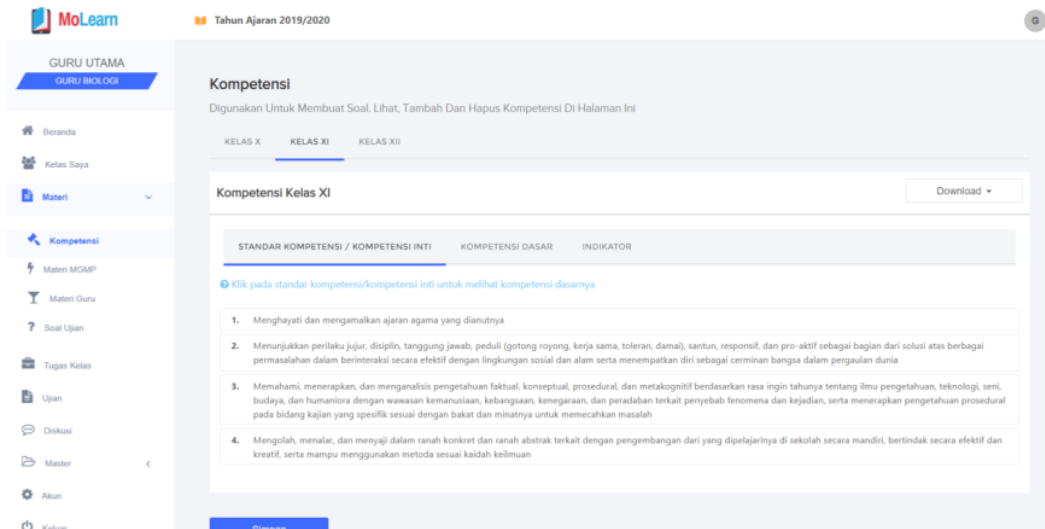 MoLearn
Tahun Ajaran 2019/2020
G
GURU UTAMA
GURU BIOLOGI
Beranda
Kelas Saya
Materi
Kompetensi
Materi MGMP
Materi Guru
Soal Ujian
Tugas Kelas
Ujian
Diskusi
Master
Akun
Keluar
Kompetensi
Digunakan Untuk Membuat Soal. Lihat, Tambah Dan Hapus Kompetensi Di Halaman Ini
KELAS X KELAS XI KELAS XII
Kompetensi Kelas XI
Download
STANDAR KOMPETENSI / KOMPETENSI INTI KOMPETENSI DASAR INDIKATOR
Klik pada standar kompetensi/kompetensi inti untuk melihat kompetensi dasarnya
1. Menghayati dan mengamalkan ajaran agama yang dianutnya
2. Menunjukkan perilaku jujur, disiplin, tanggung jawab, peduli (gotong royong, kerja sama, toleran, damai), santun, responsif, dan pro-aktif sebagai bagian dari solusi atas berbagai
permasalahan dalam berinteraksi secara efektif dengan lingkungan sosial dan alam serta menempatkan diri sebagai cerminan bangsa dalam pergaulan dunia
3. Memahami, menerapkan, dan menganalisis pengetahuan faktual, konseptual, prosedural, dan metakognitif berdasarkan rasa ingin tahunya tentang ilmu pengetahuan, teknologi, seni,
budaya, dan humaniora dengan wawasan kemanusiaan, kebangsaan, kenegaraan, dan peradaban terkait penyebab fenomena dan kejadian, serta menerapkan pengetahuan prosedural
pada bidang kajian yang spesifik sesuai dengan bakat dan minatnya untuk memecahkan masalah
4. Mengolah, menalar, dan menyaji dalam ranah konkret dan ranah abstrak terkait dengan pengembangan dari yang dipelajarinya di sekolah secara mandiri, bertindak secara efektif dan
kreatif, serta mampu menggunakan metoda sesuai kaidah keilmuan
Simpan